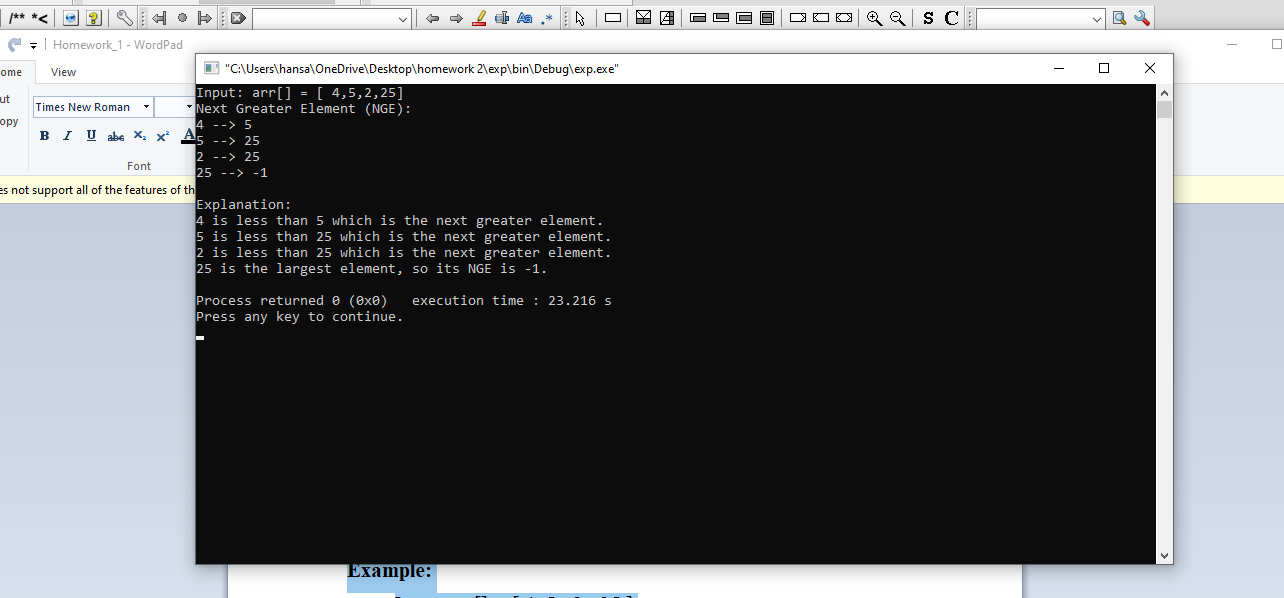 /** *<
Aa .*
S C
Homework_1 - WordPad
ome View
ut
opy
Times New Roman
B I U abc X₂ X² A
Font
es not support all of the features of th
"C:\Users\hansa\OneDrive\Desktop\homework 2\exp\bin\Debug\exp.exe"
Input: arr[] = [ 4,5,2,25]
Next Greater Element (NGE):
4 --> 5
5 --> 25
2 --> 25
25 --> -1
Explanation:
4 is less than 5 which is the next greater element.
5 is less than 25 which is the next greater element.
2 is less than 25 which is the next greater element.
25 is the largest element, so its NGE is -1.
Process returned 0 (0x0)   execution time : 23.216 s
Press any key to continue.
Example: